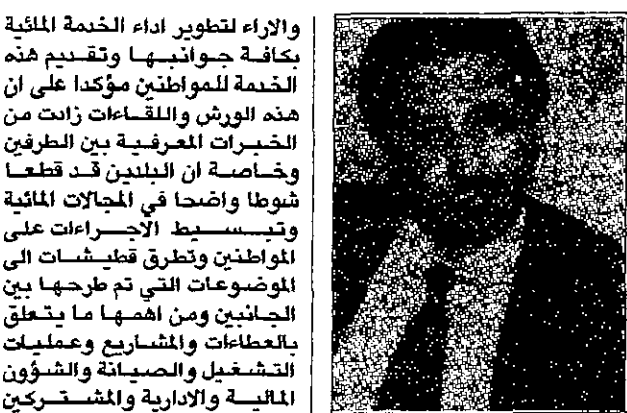 والاراء لتطوير اداء الخدمة المائية
بكافة جوانبها وتقديم هذه
الخدمة للمواطنين مؤكدا على ان
هذه الورش واللقاءات زادت من
الخبرات المعرفية بين الطرفين
وخاصة ان البلدين قد قطعا
شوطا واضحا في المجالات المائية
وتبسيط الاجراءات على
المواطنين وتطرق قطيشات الى
الموضوعات التي تم طرحها بين
الجانبين ومن اهمها ما يتعلق
بالعطاءات والمشاريع وعمليات
التشغيل والصيانة والشؤون
المالية والادارية والمشتركين